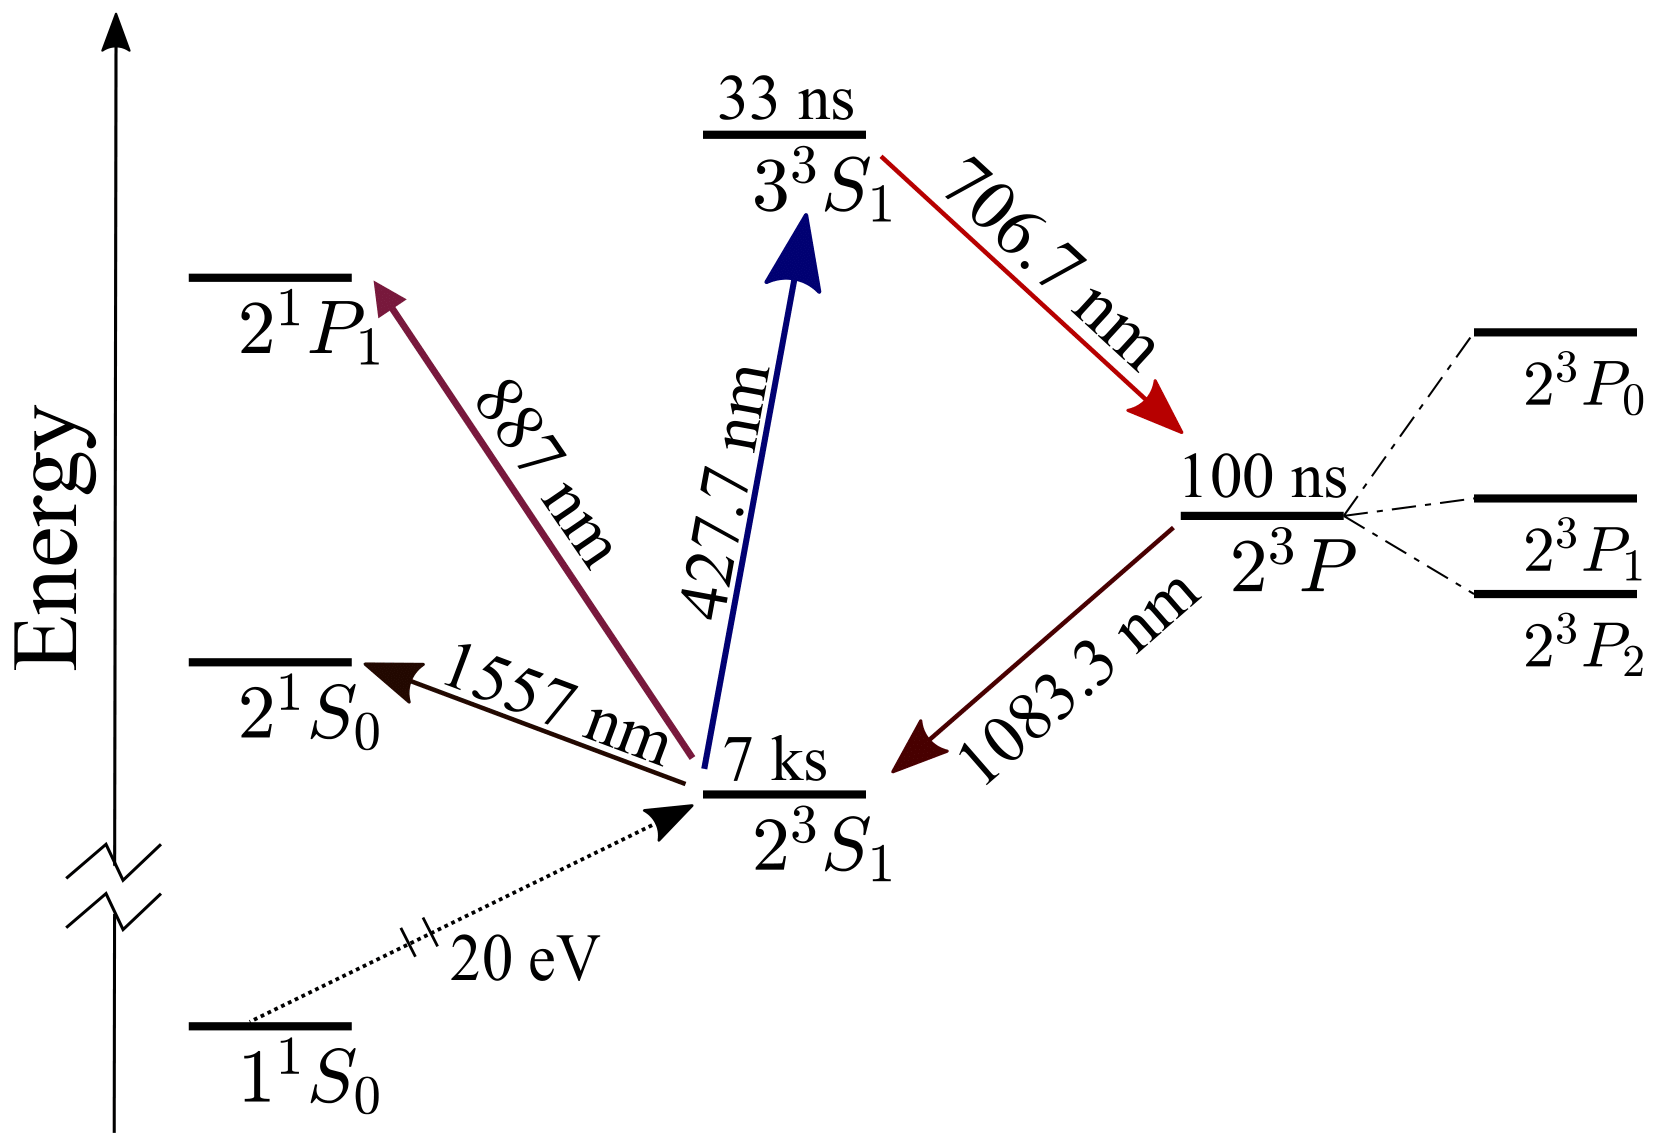 Energy
33 ns
3³S₁
706.7 nm
2¹P₁
887 nm
427.7 nm
2³P₀
100 ns
2³P
2³P₁
2³P₂
1083.3 nm
2¹S₀
1557 nm
7 ks
2³S₁
20 eV
1¹S₀